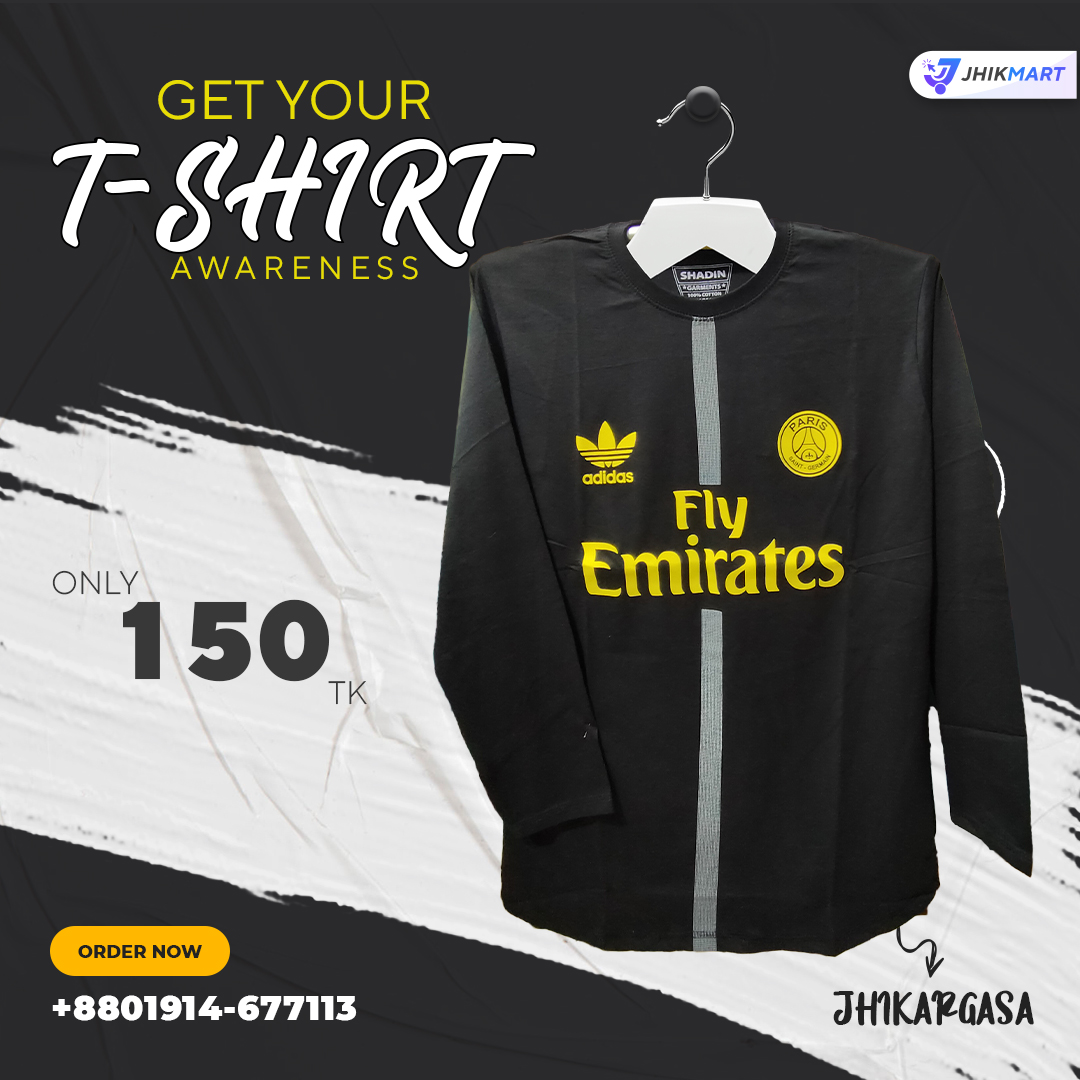 GET YOUR
T-SHIRT
AWARENESS
JHIKMART
SHADIN
★GARMENTS★
100% COTTON
adidas
PARIS
SAINT-GERMAIN
Fly
Emirates
ONLY
150
TK
ORDER NOW
+8801914-677113
JHIKARGASA